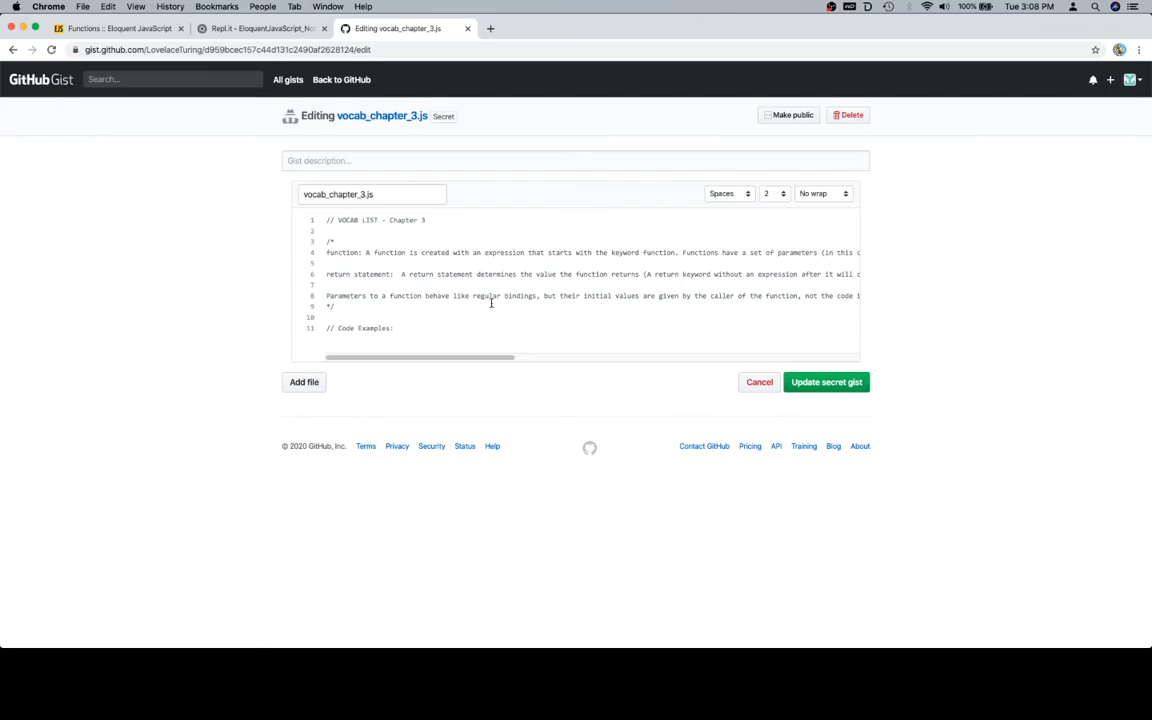 Chrome File Edit View History Bookmarks People Tab Window Help 100% Tue 3:08 PM
Functions :: Eloquent JavaScript Repl.it - EloquentJavaScript_Not Editing vocab_chapter_3.js
gist.github.com/LovelaceTuring/d959bcec157c44d131c2490af2628124/edit
GitHubGist Search... All gists Back to GitHub
Editing vocab_chapter_3.js Secret Make public Delete
Gist description...
vocab_chapter_3.js Spaces 2 No wrap
1 // VOCAB LIST - Chapter 3
2
3 /*
4 function: A function is created with an expression that starts with the keyword function. Functions have a set of parameters (in this c
5
6 return statement: A return statement determines the value the function returns (A return keyword without an expression after it will c
7
8 Parameters to a function behave like regular bindings, but their initial values are given by the caller of the function, not the code i
9 */
10
11 // Code Examples:
Add file Cancel Update secret gist
© 2020 GitHub, Inc. Terms Privacy Security Status Help Contact GitHub Pricing API Training Blog About